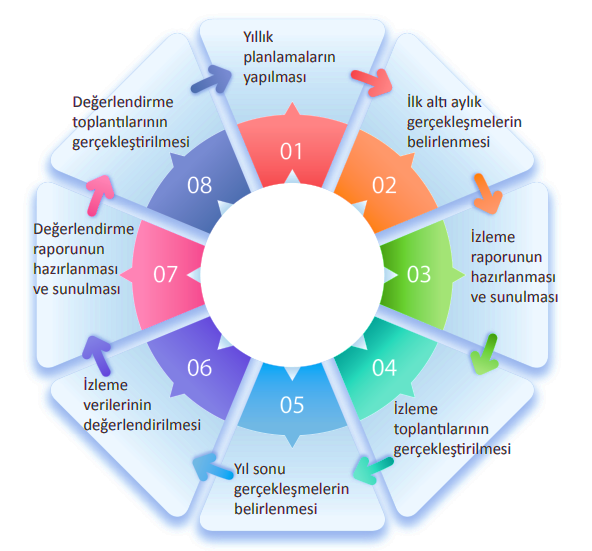 Yıllık
planlamaların
yapılması
01
İlk altı aylık
gerçekleşmelerin
belirlenmesi
02
İzleme
raporunun
hazırlanması
ve sunulması
03
İzleme
toplantılarının
gerçekleştirilmesi
04
Yıl sonu
gerçekleşmelerin
belirlenmesi
05
İzleme
verilerinin
değerlendirilmesi
06
Değerlendirme
raporunun
hazırlanması
ve sunulması
07
Değerlendirme
toplantılarının
gerçekleştirilmesi
08